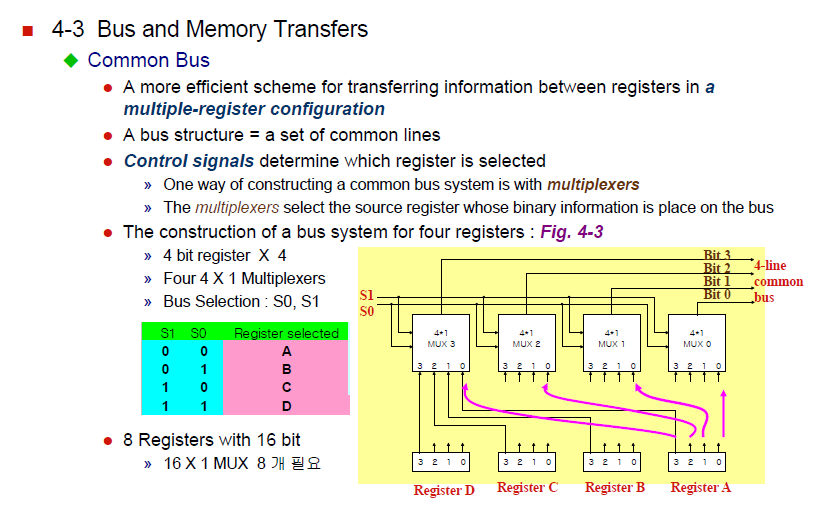 4-3 Bus and Memory Transfers
Common Bus
A more efficient scheme for transferring information between registers in a
multiple-register configuration
A bus structure = a set of common lines
Control signals determine which register is selected
» One way of constructing a common bus system is with multiplexers
» The multiplexers select the source register whose binary information is place on the bus
The construction of a bus system for four registers : Fig. 4-3
» 4 bit register X 4
» Four 4 X 1 Multiplexers
» Bus Selection : S0, S1
S1 S0 Register selected
0 0 A
0 1 B
1 0 C
1 1 D
8 Registers with 16 bit
» 16 X 1 MUX 8 개 필요
Bit 3
Bit 2
Bit 1
Bit 0
4-line
common
bus
S1
S0
4*1
MUX 3
4*1
MUX 2
4*1
MUX 1
4*1
MUX 0
3 2 1 0
3 2 1 0
3 2 1 0
3 2 1 0
3 2 1 0
3 2 1 0
3 2 1 0
3 2 1 0
Register D
Register C
Register B
Register A